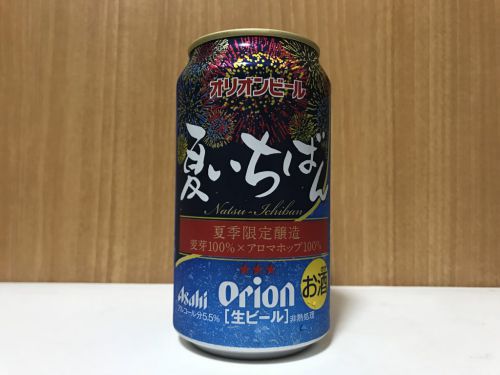 オリオンビール
夏いちばん
Natsu-Ichiban
夏季限定醸造
麦芽100%×アロマホップ100%
Asahi
アルコール分5.5%
Orion
[生ビール]非熱処理
お酒